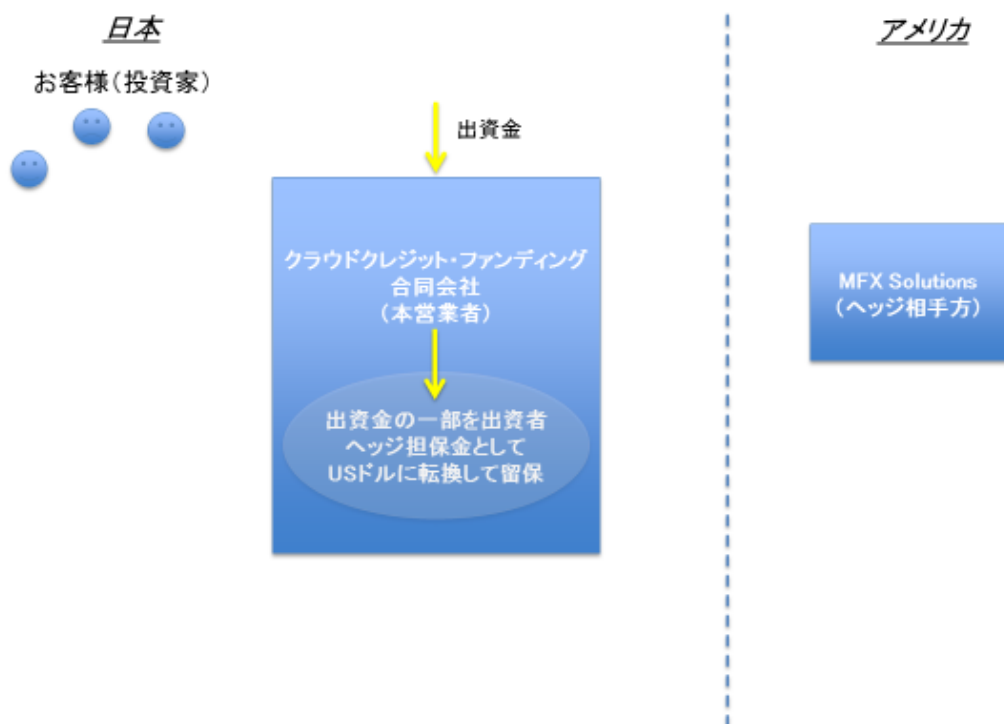 日本
アメリカ
お客様（投資家）
出資金
クラウドクレジット・ファンディング
合同会社
（本営業者）
MFX Solutions
（ヘッジ相手方）
出資金の一部を出資者
ヘッジ担保金として
USドルに転換して留保